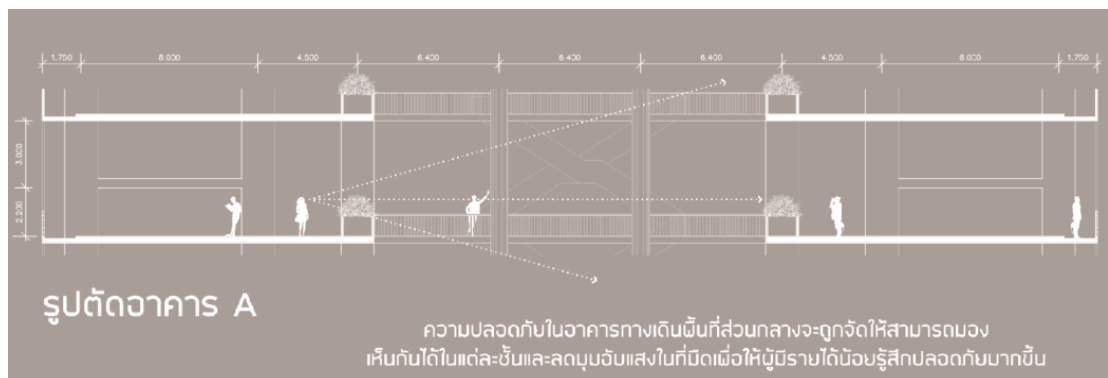 1.750 8.000 4.500 6.400 6.400 6.400 4.500 8.000 1.750
3.000
2.200
รูปตัดอาคาร A
ความปลอดภัยในอาคารทางเดินพื้นที่ส่วนกลางจะถูกจัดให้สามารถมอง
เห็นกันได้ในแต่ละชั้นและลดมุมอับแสงในที่มืดเพื่อให้ผู้มีรายได้น้อยรู้สึกปลอดภัยมากขึ้น